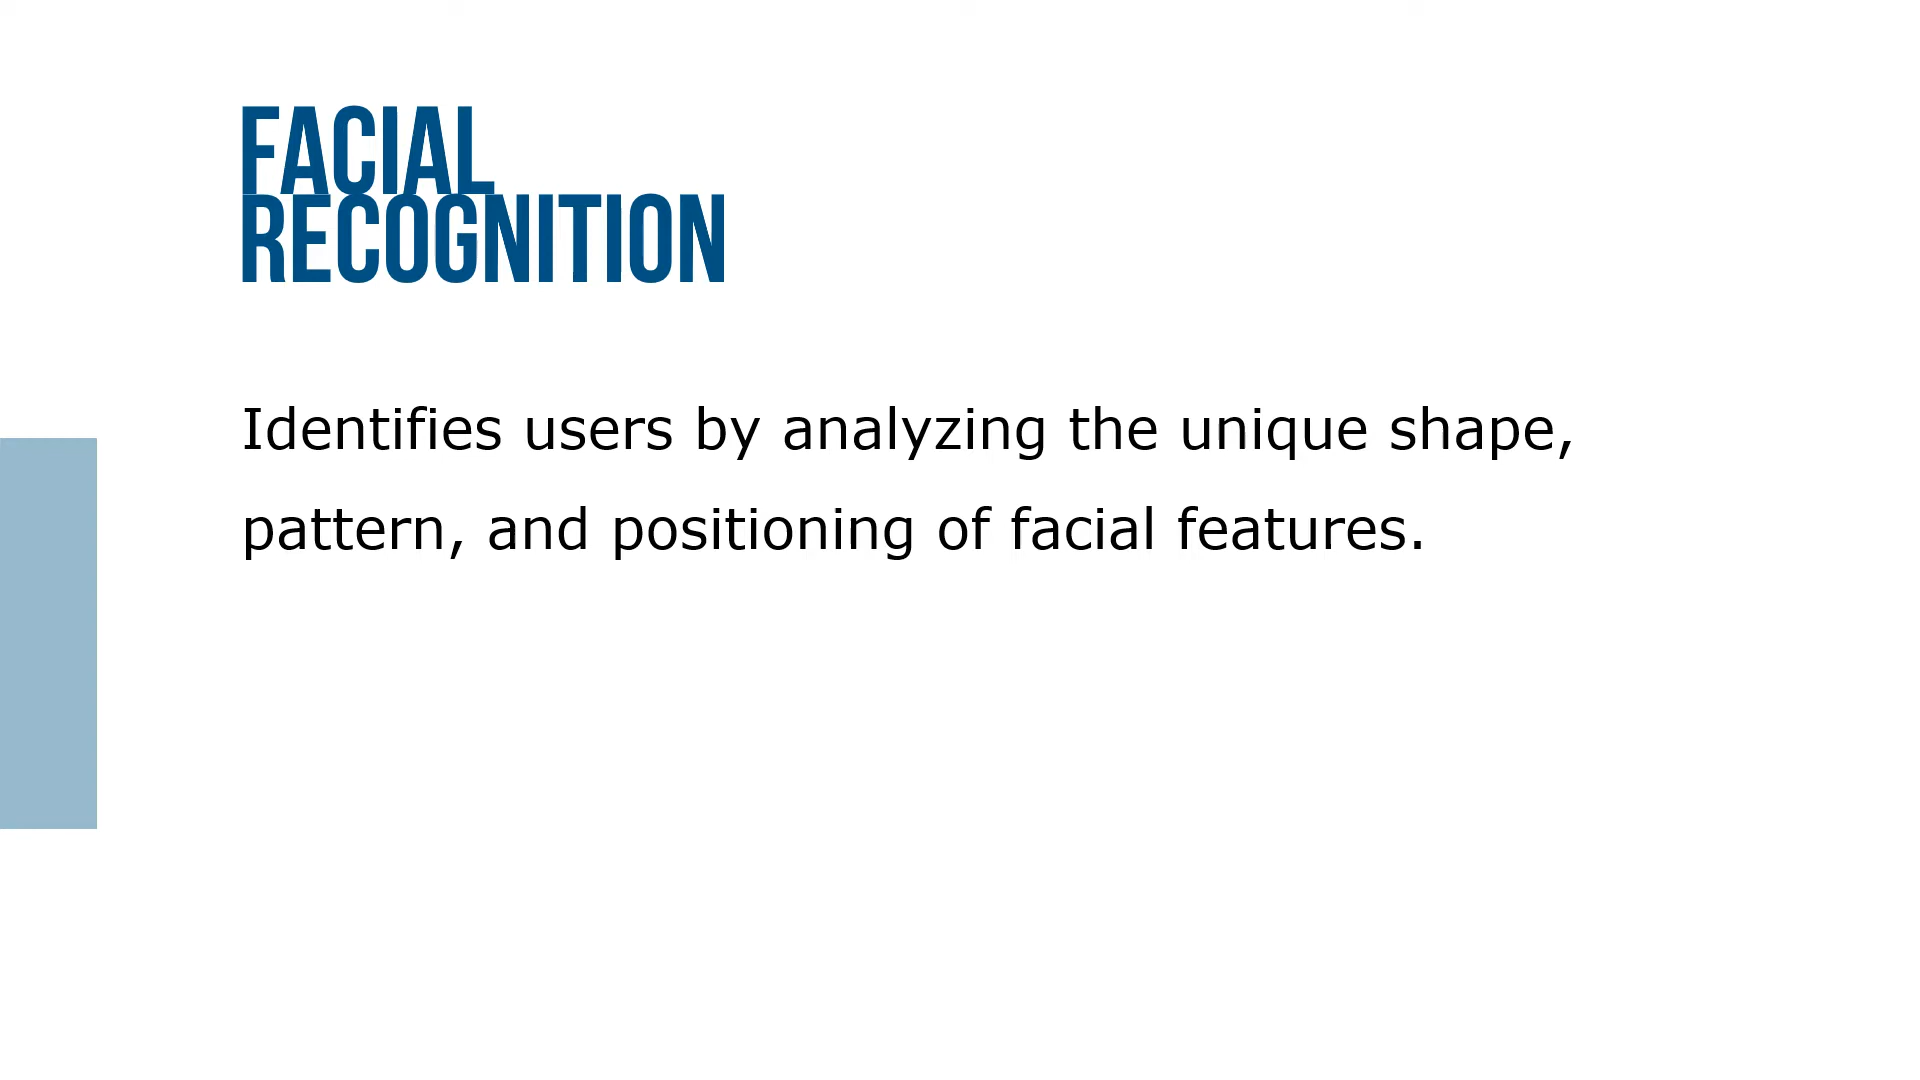 FACIAL
RECOGNITION
Identifies users by analyzing the unique shape,
pattern, and positioning of facial features.